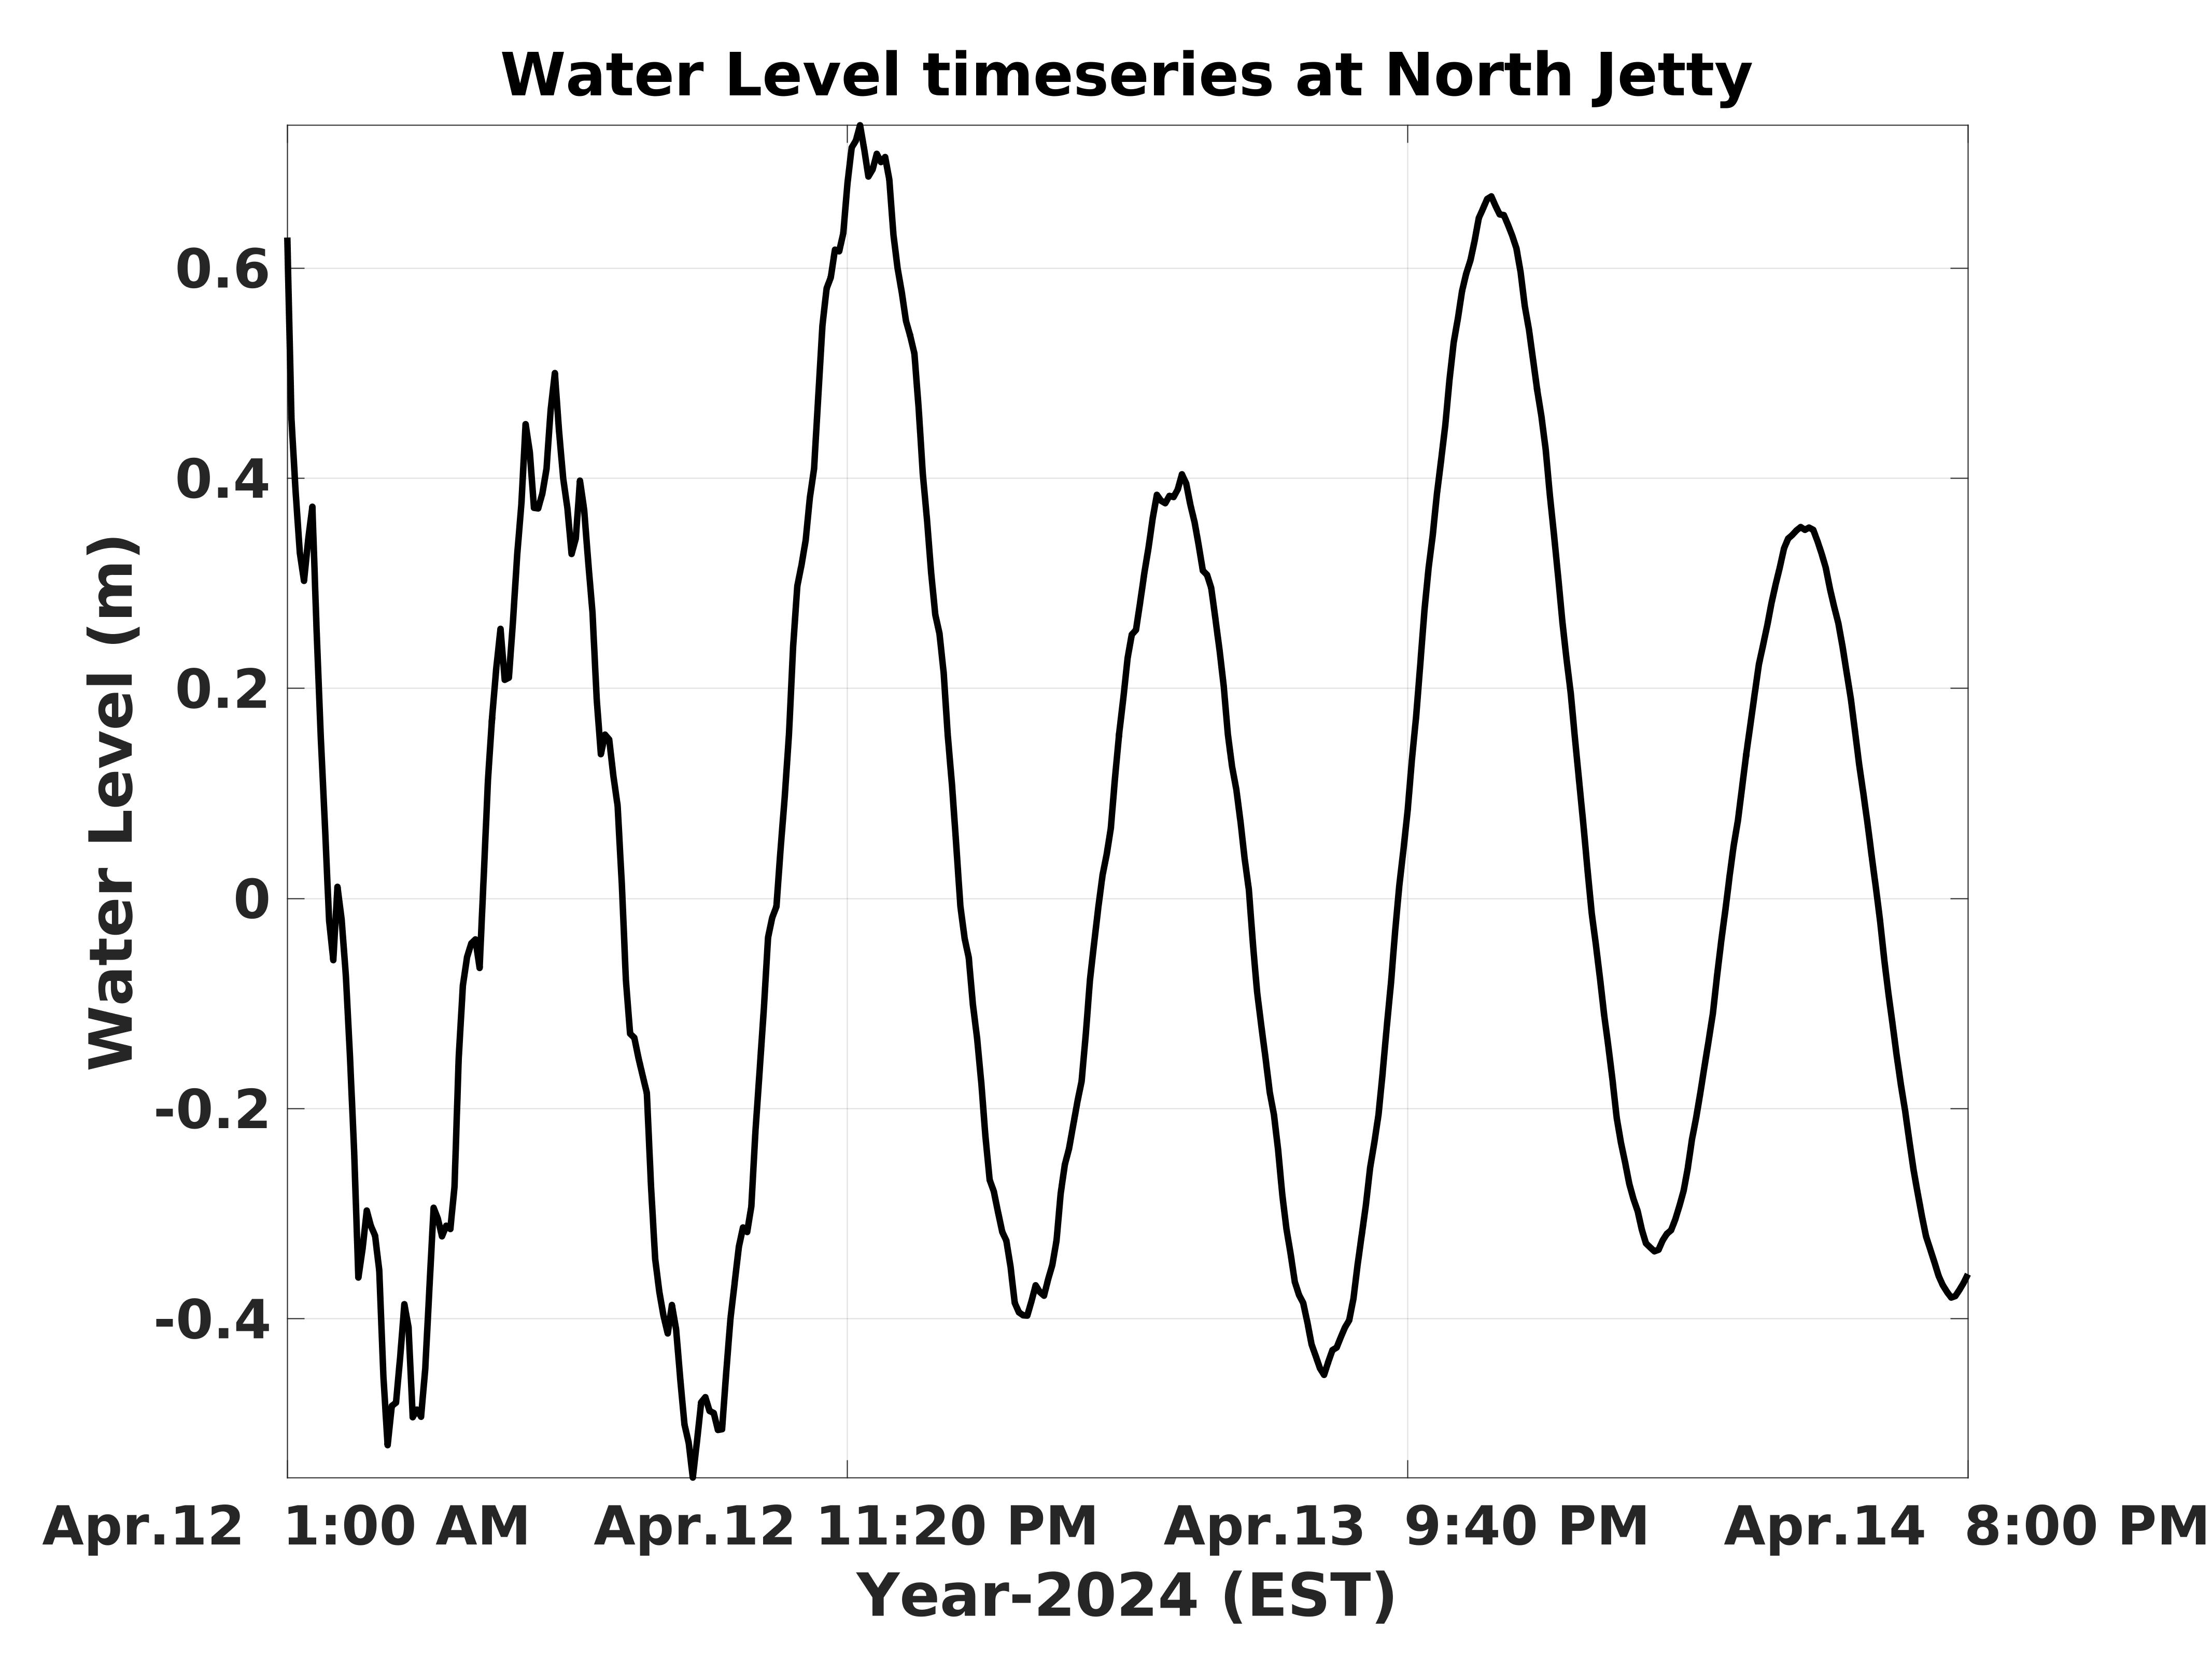 Water Level timeseries at North Jetty
Water Level (m)
0.6
0.4
0.2
0
-0.2
-0.4
Apr.12  1:00 AM Apr.12 11:20 PM Apr.13  9:40 PM Apr.14  8:00 PM
Year-2024 (EST)